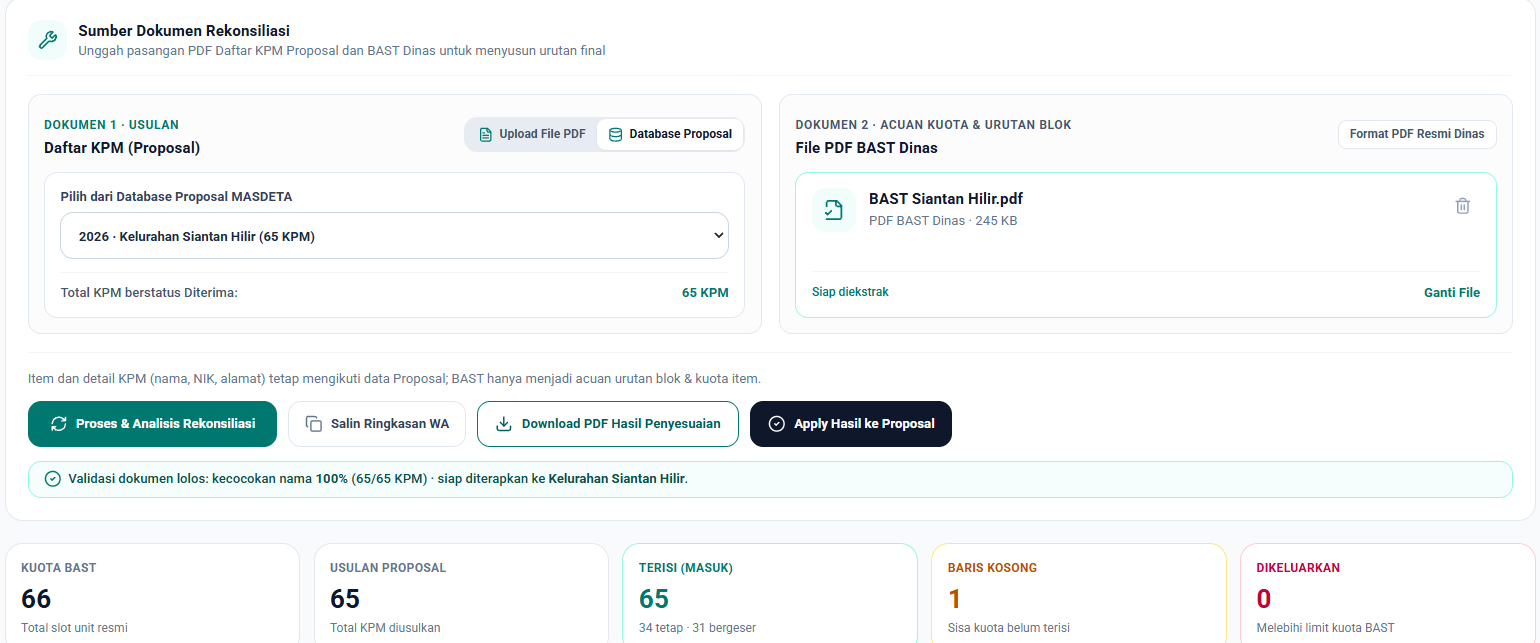 Sumber Dokumen Rekonsiliasi
Unggah pasangan PDF Daftar KPM Proposal dan BAST Dinas untuk menyusun urutan final
DOKUMEN 1 · USULAN
Daftar KPM (Proposal)
Upload File PDF
Database Proposal
Pilih dari Database Proposal MASDETA
2026 · Kelurahan Siantan Hilir (65 KPM)
Total KPM berstatus Diterima:
65 KPM
DOKUMEN 2 · ACUAN KUOTA & URUTAN BLOK
File PDF BAST Dinas
Format PDF Resmi Dinas
BAST Siantan Hilir.pdf
PDF BAST Dinas · 245 KB
Siap diekstrak
Ganti File
Item dan detail KPM (nama, NIK, alamat) tetap mengikuti data Proposal; BAST hanya menjadi acuan urutan blok & kuota item.
Proses & Analisis Rekonsiliasi
Salin Ringkasan WA
Download PDF Hasil Penyesuaian
Apply Hasil ke Proposal
Validasi dokumen lolos: kecocokan nama 100% (65/65 KPM) · siap diterapkan ke Kelurahan Siantan Hilir.
KUOTA BAST
66
Total slot unit resmi
USULAN PROPOSAL
65
Total KPM diusulkan
TERISI (MASUK)
65
34 tetap · 31 bergeser
BARIS KOSONG
1
Sisa kuota belum terisi
DIKELUARKAN
0
Melebihi limit kuota BAST